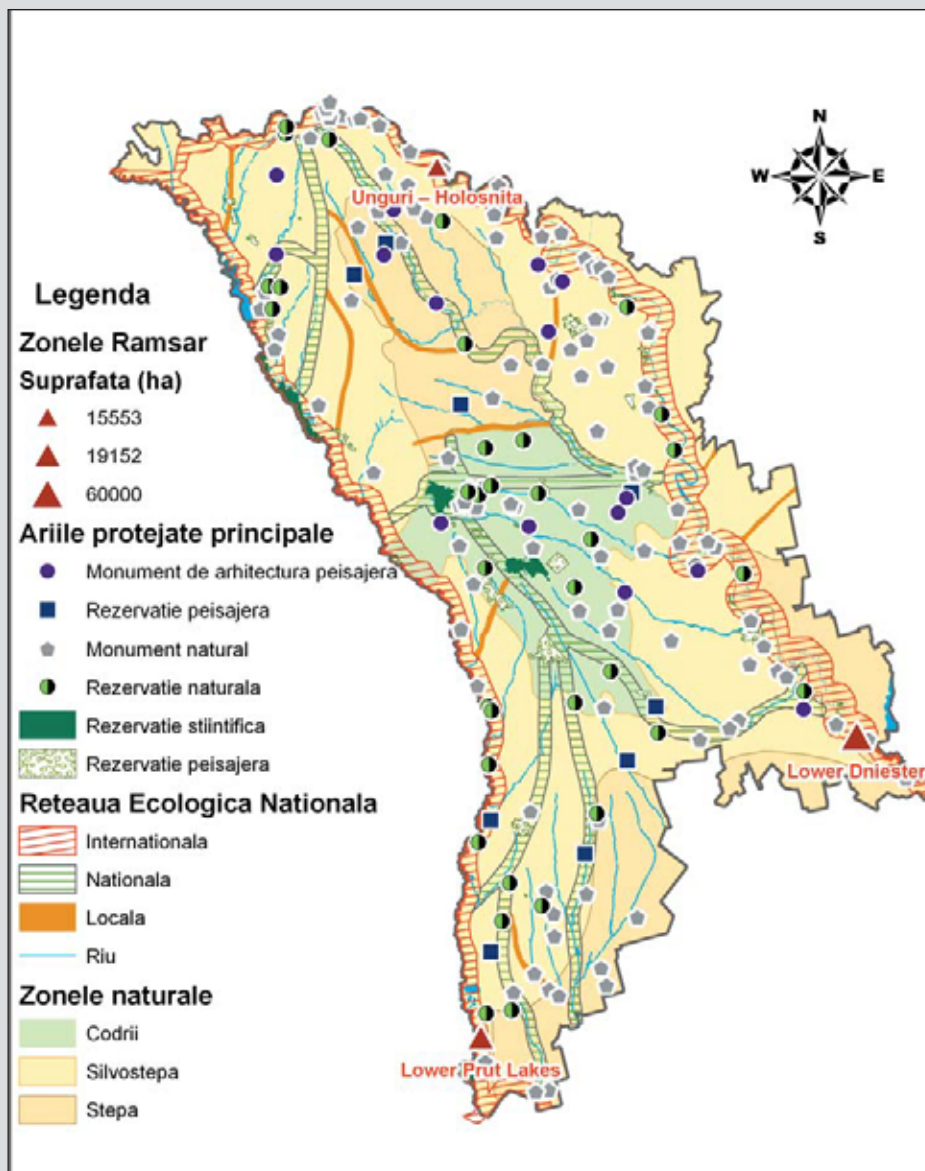 N
W
E
S
Unguri – Holosnita
Legenda
Zonele Ramsar
Suprafata (ha)
15553
19152
60000
Ariile protejate principale
Monument de arhitectura peisajera
Rezervatie peisajera
Monument natural
Rezervatie naturala
Rezervatie stiintifica
Rezervatie peisajera
Lower Dniester
Reteaua Ecologica Nationala
Internationala
Nationala
Locala
Riu
Zonele naturale
Codrii
Lower Prut Lakes
Silvostepa
Stepa